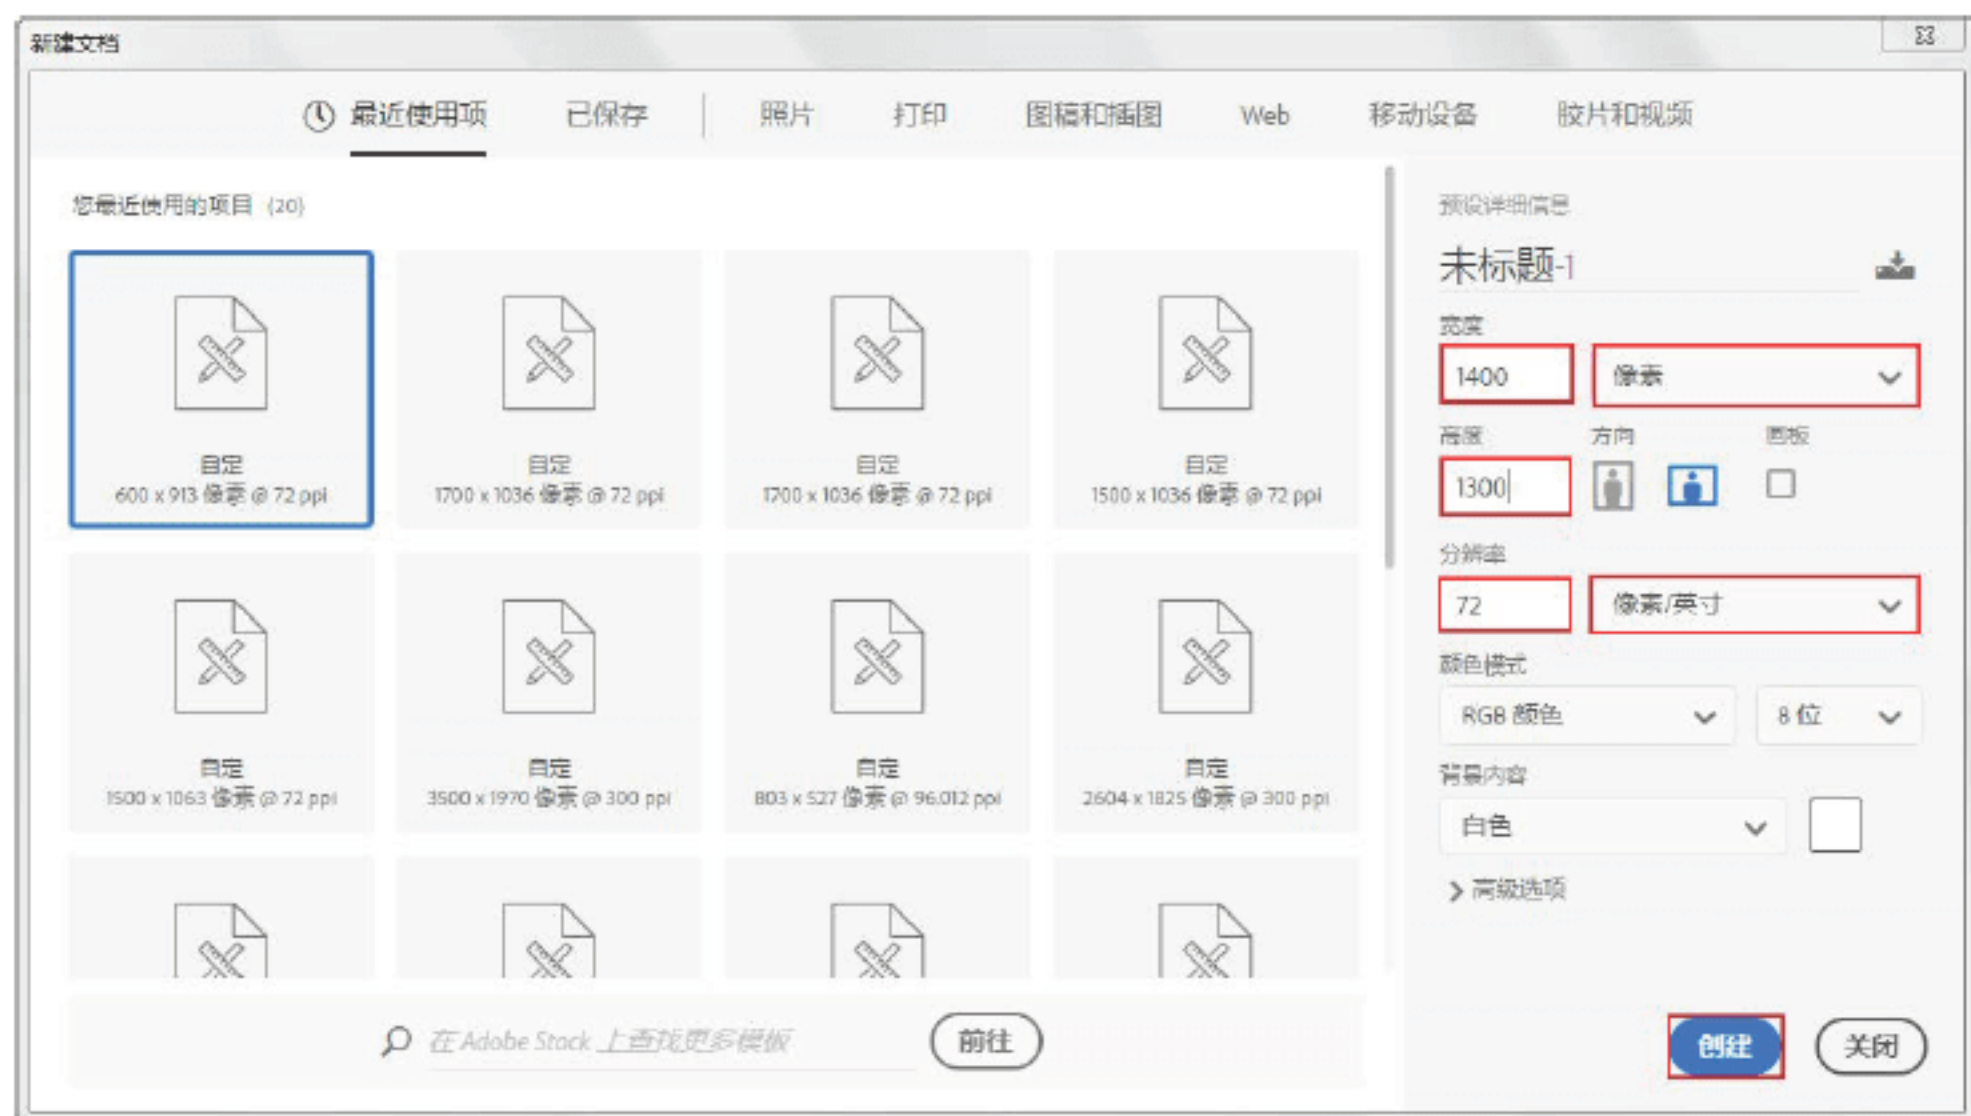 新建文档
最近使用项 已保存 照片 打印 图稿和插图 Web 移动设备 胶片和视频
您最近使用的项目 (20)
自定
600 x 913 像素 @ 72 ppi
自定
1700 x 1036 像素 @ 72 ppi
自定
1700 x 1036 像素 @ 72 ppi
自定
1500 x 1036 像素 @ 72 ppi
自定
1500 x 1063 像素 @ 72 ppi
自定
3500 x 1970 像素 @ 300 ppi
自定
803 x 527 像素 @ 96.012 ppi
自定
2604 x 1825 像素 @ 300 ppi
在 Adobe Stock 上查找更多模板 前往
预设详细信息
未标题-1
宽度
1400 像素
高度 方向 画板
1300
分辨率
72 像素/英寸
颜色模式
RGB 颜色 8 位
背景内容
白色
高级选项
创建 关闭